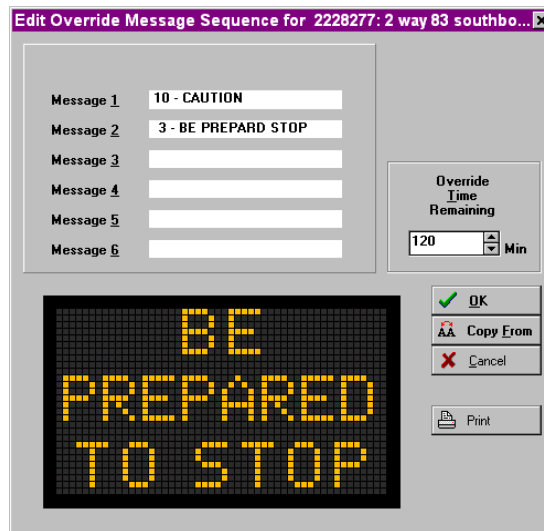 Edit Override Message Sequence for 2228277: 2 way 83 southbo...
Message 1 10 - CAUTION
Message 2 3 - BE PREPARD STOP
Message 3
Message 4
Message 5
Message 6
Override
Time
Remaining
120 Min
OK
AA Copy From
Cancel
Print
BE
PREPARED
TO STOP